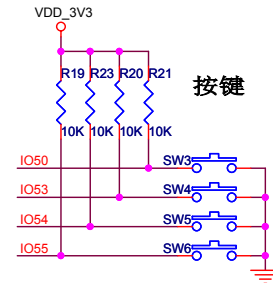 VDD_3V3
R19 R23 R20 R21
按键
10K 10K 10K 10K
IO50 SW3
IO53 SW4
IO54 SW5
IO55 SW6